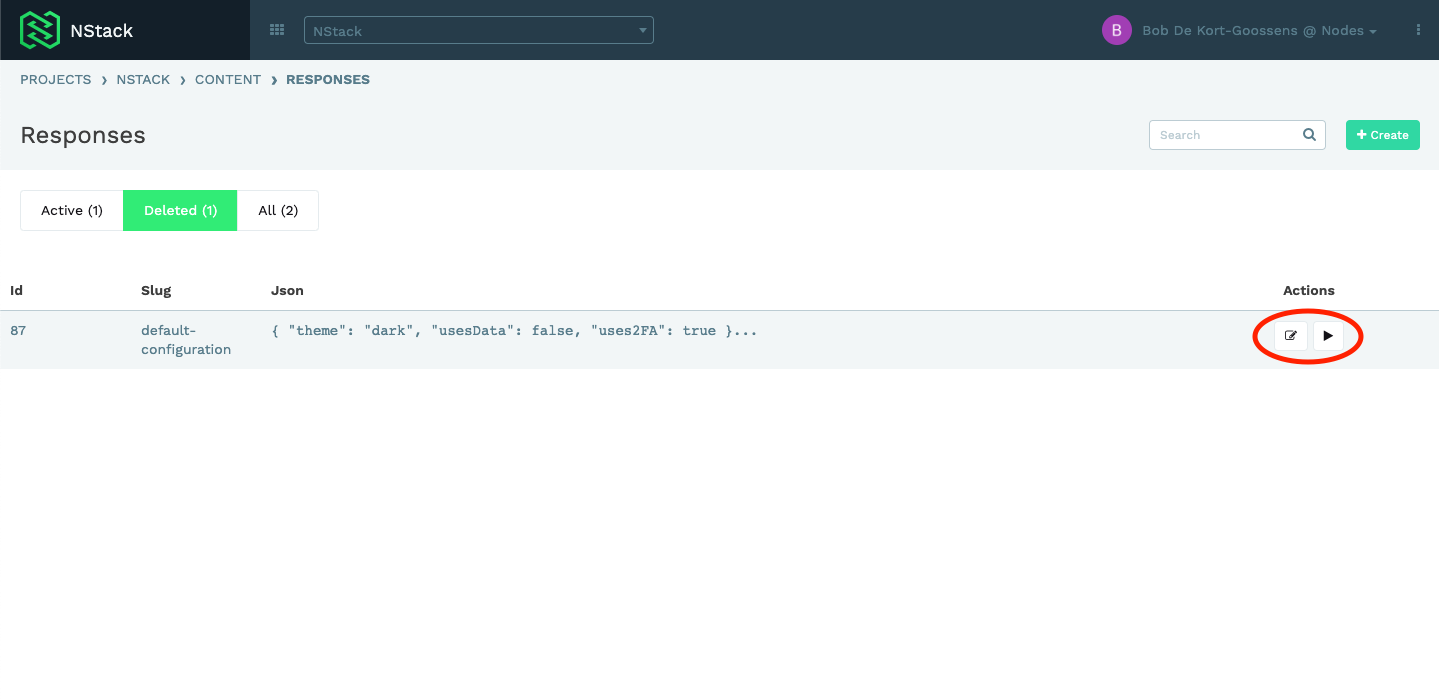 NStack
NStack
B
Bob De Kort-Goossens @ Nodes
PROJECTS › NSTACK › CONTENT › RESPONSES
Responses
Search
+ Create
Active (1)
Deleted (1)
All (2)
Id Slug Json Actions
87 default- { "theme": "dark", "usesData": false, "uses2FA": true }...
configuration